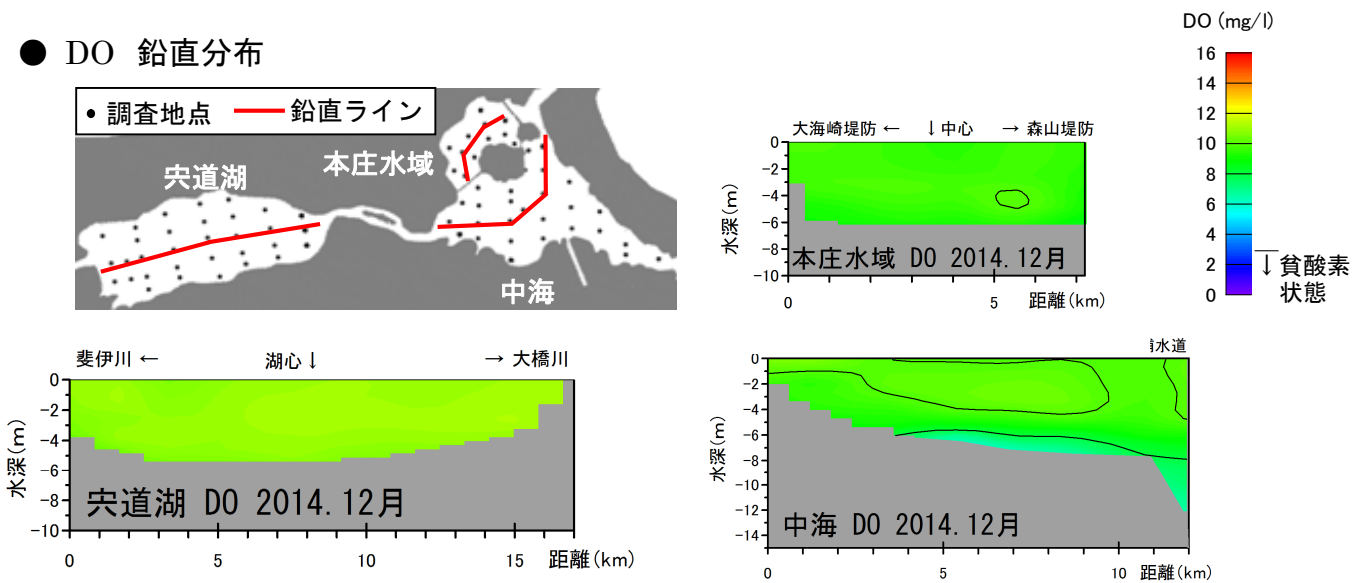 ● DO 鉛直分布
• 調査地点 鉛直ライン
宍道湖
本庄水域
中海
DO (mg/l)
16
14
12
10
8
6
4
2
0
↓貧酸素
状態
大海崎堤防 ← ↓中心 → 森山堤防
水深(m)
0
-2
-4
-6
-8
-10
本庄水域 DO 2014.12月
0 5 距離(km)
斐伊川 ← 湖心↓ → 大橋川
水深(m)
0
-2
-4
-6
-8
-10
宍道湖 DO 2014.12月
0 5 10 15 距離(km)
水道
水深(m)
0
-2
-4
-6
-8
-10
-12
-14
中海 DO 2014.12月
0 5 10 距離(km)